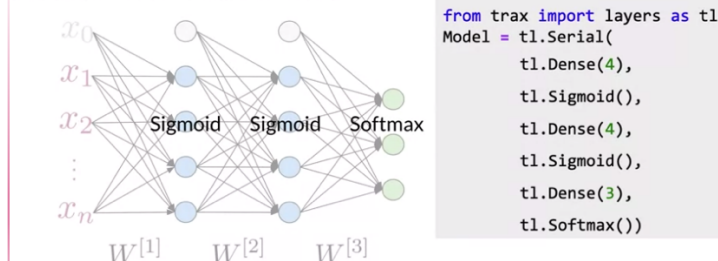 x₀
x₁
x₂
⋮
xₙ
Sigmoid Sigmoid Softmax
W[1] W[2] W[3]
from trax import layers as tl
Model = tl.Serial(
tl.Dense(4),
tl.Sigmoid(),
tl.Dense(4),
tl.Sigmoid(),
tl.Dense(3),
tl.Softmax())